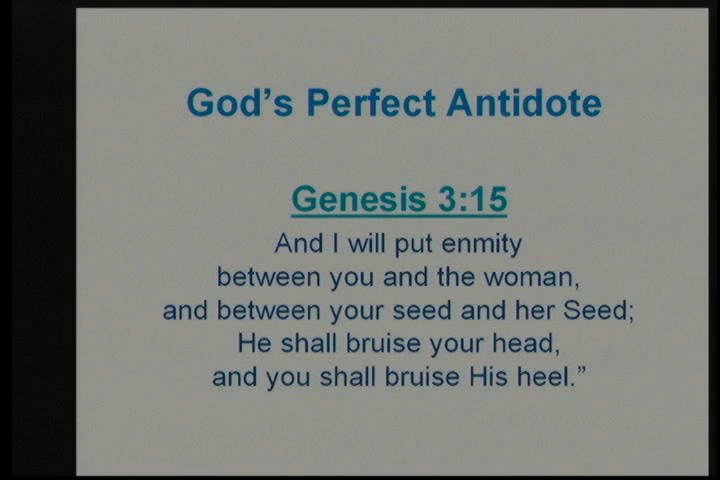 God's Perfect Antidote
Genesis 3:15
And I will put enmity
between you and the woman,
and between your seed and her Seed;
He shall bruise your head,
and you shall bruise His heel.”